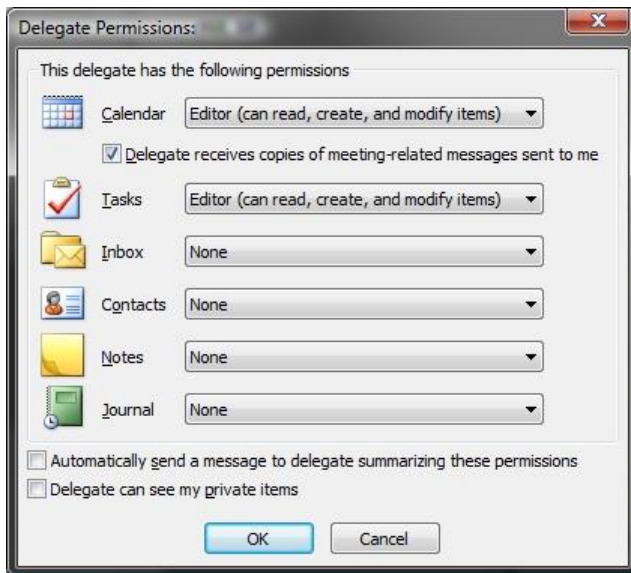 Delegate Permissions:
This delegate has the following permissions
Calendar Editor (can read, create, and modify items)
Delegate receives copies of meeting-related messages sent to me
Tasks Editor (can read, create, and modify items)
Inbox None
Contacts None
Notes None
Journal None
Automatically send a message to delegate summarizing these permissions
Delegate can see my private items
OK Cancel